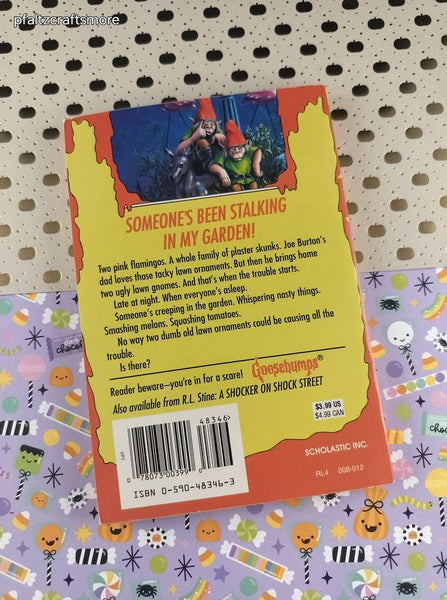 pfaltzcraftsmore
SOMEONE'S BEEN STALKING
IN MY GARDEN!
Two pink flamingos. A whole family of plaster skunks. Joe Burton's
dad loves those tacky lawn ornaments. But then he brings home
two ugly lawn gnomes. And that's when the trouble starts.
Late at night. When everyone's asleep.
Someone's creeping in the garden. Whispering nasty things.
Smashing melons. Squashing tomatoes.
No way two dumb old lawn ornaments could be causing all the
trouble.
Is there?
Reader beware—you're in for a scare! Goosebumps®
Also available from R.L. Stine: A SHOCKER ON SHOCK STREET
$3.99 US
$4.99 CAN
48346
0 78073 00399 0
ISBN 0-590-48346-3
SCHOLASTIC INC.
RL4 008-012